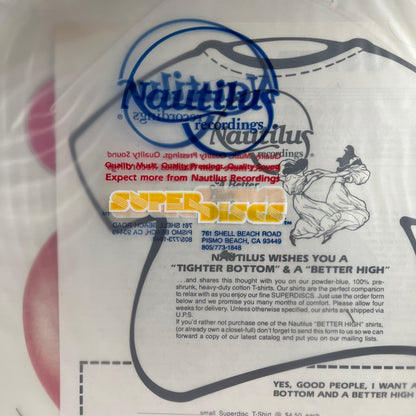 Nautilus
recordings
Nautilus
Recordings
Quality Music, Quality Pressings, Quality Sound
Expect more from Nautilus Recordings
A Better
SUPER DISCS
761 SHELL BEACH ROAD
PISMO BEACH, CA 93449
805/773-1848
NAUTILUS WISHES YOU A
"TIGHTER BOTTOM" & A "BETTER HIGH"
...and shares this thought with you on our powder-blue, 100% pre-
shrunk, heavy-duty cotton T-Shirts. Our shirts are the perfect companion
to relax with as you enjoy your fine SUPERDISCS. Just use the order form
below and we promise you many months of comfort. Please allow four
weeks for delivery. Unless otherwise specified, our shirts are shipped via
U.P.S.
If you'd rather not purchase one of the Nautilus "BETTER HIGH" shirts,
(or already own a closet-full) don't forget to send this form in to us so we can
forward a copy of our latest catalog and put you on our mailing lists.
YES, GOOD PEOPLE, I WANT A
BOTTOM AND A BETTER HIGH
small Superdisc T-Shirt @ $4.50 each